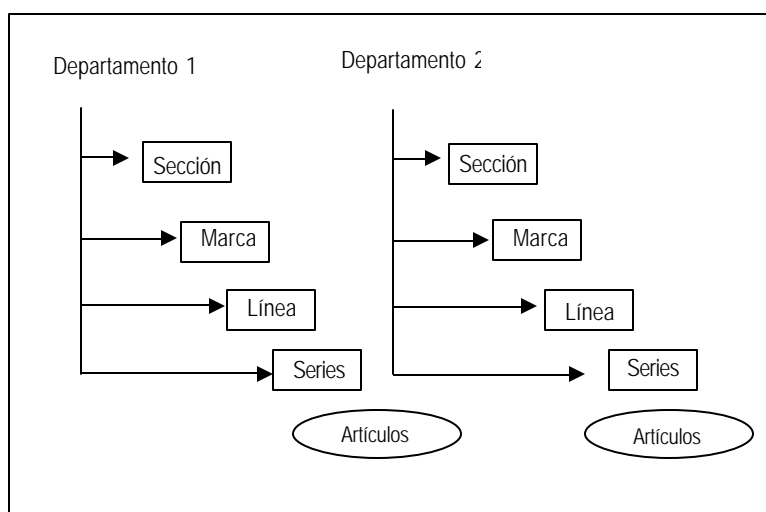 Departamento 1
Departamento 2
Sección
Sección
Marca
Marca
Línea
Línea
Series
Series
Artículos
Artículos